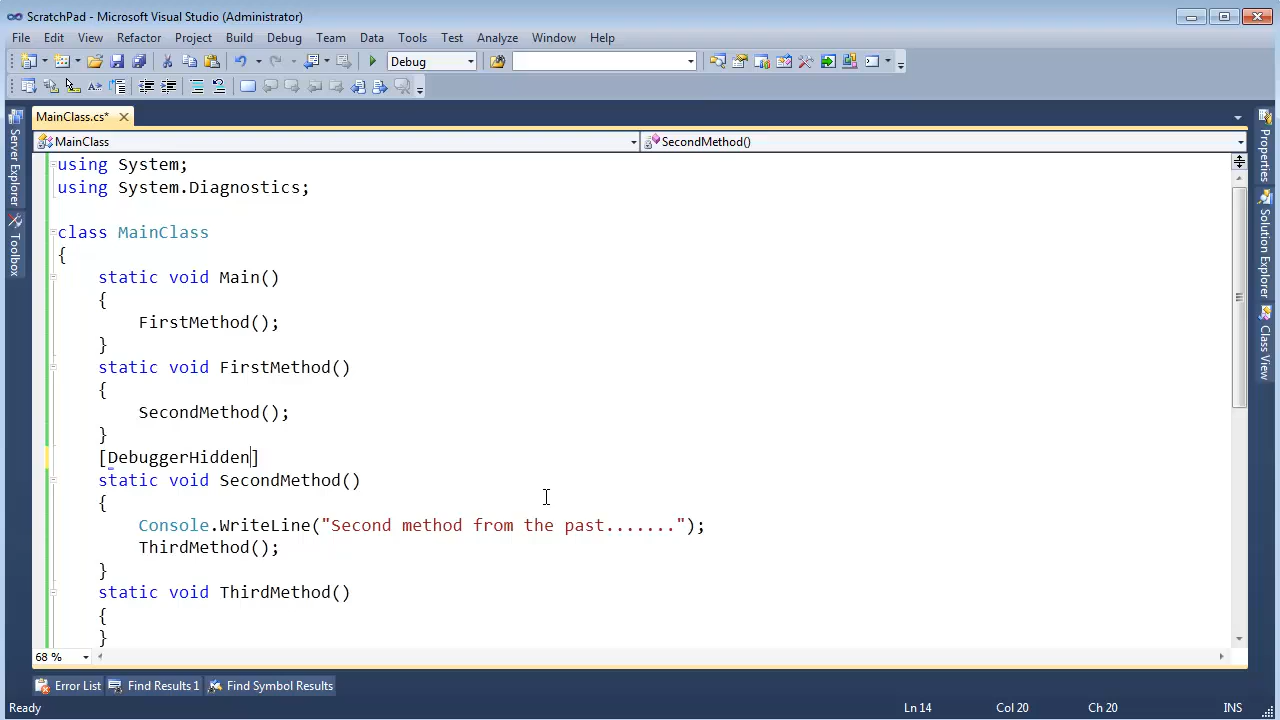 ScratchPad - Microsoft Visual Studio (Administrator)
File Edit View Refactor Project Build Debug Team Data Tools Test Analyze Window Help
Debug
MainClass.cs*
MainClass SecondMethod()
Server Explorer
Toolbox
using System;
using System.Diagnostics;
class MainClass
{
static void Main()
{
FirstMethod();
}
static void FirstMethod()
{
SecondMethod();
}
[DebuggerHidden]
static void SecondMethod()
{
Console.WriteLine("Second method from the past.......");
ThirdMethod();
}
static void ThirdMethod()
{
}
Properties
Solution Explorer
Class View
68 %
Error List Find Results 1 Find Symbol Results
Ready Ln 14 Col 20 Ch 20 INS